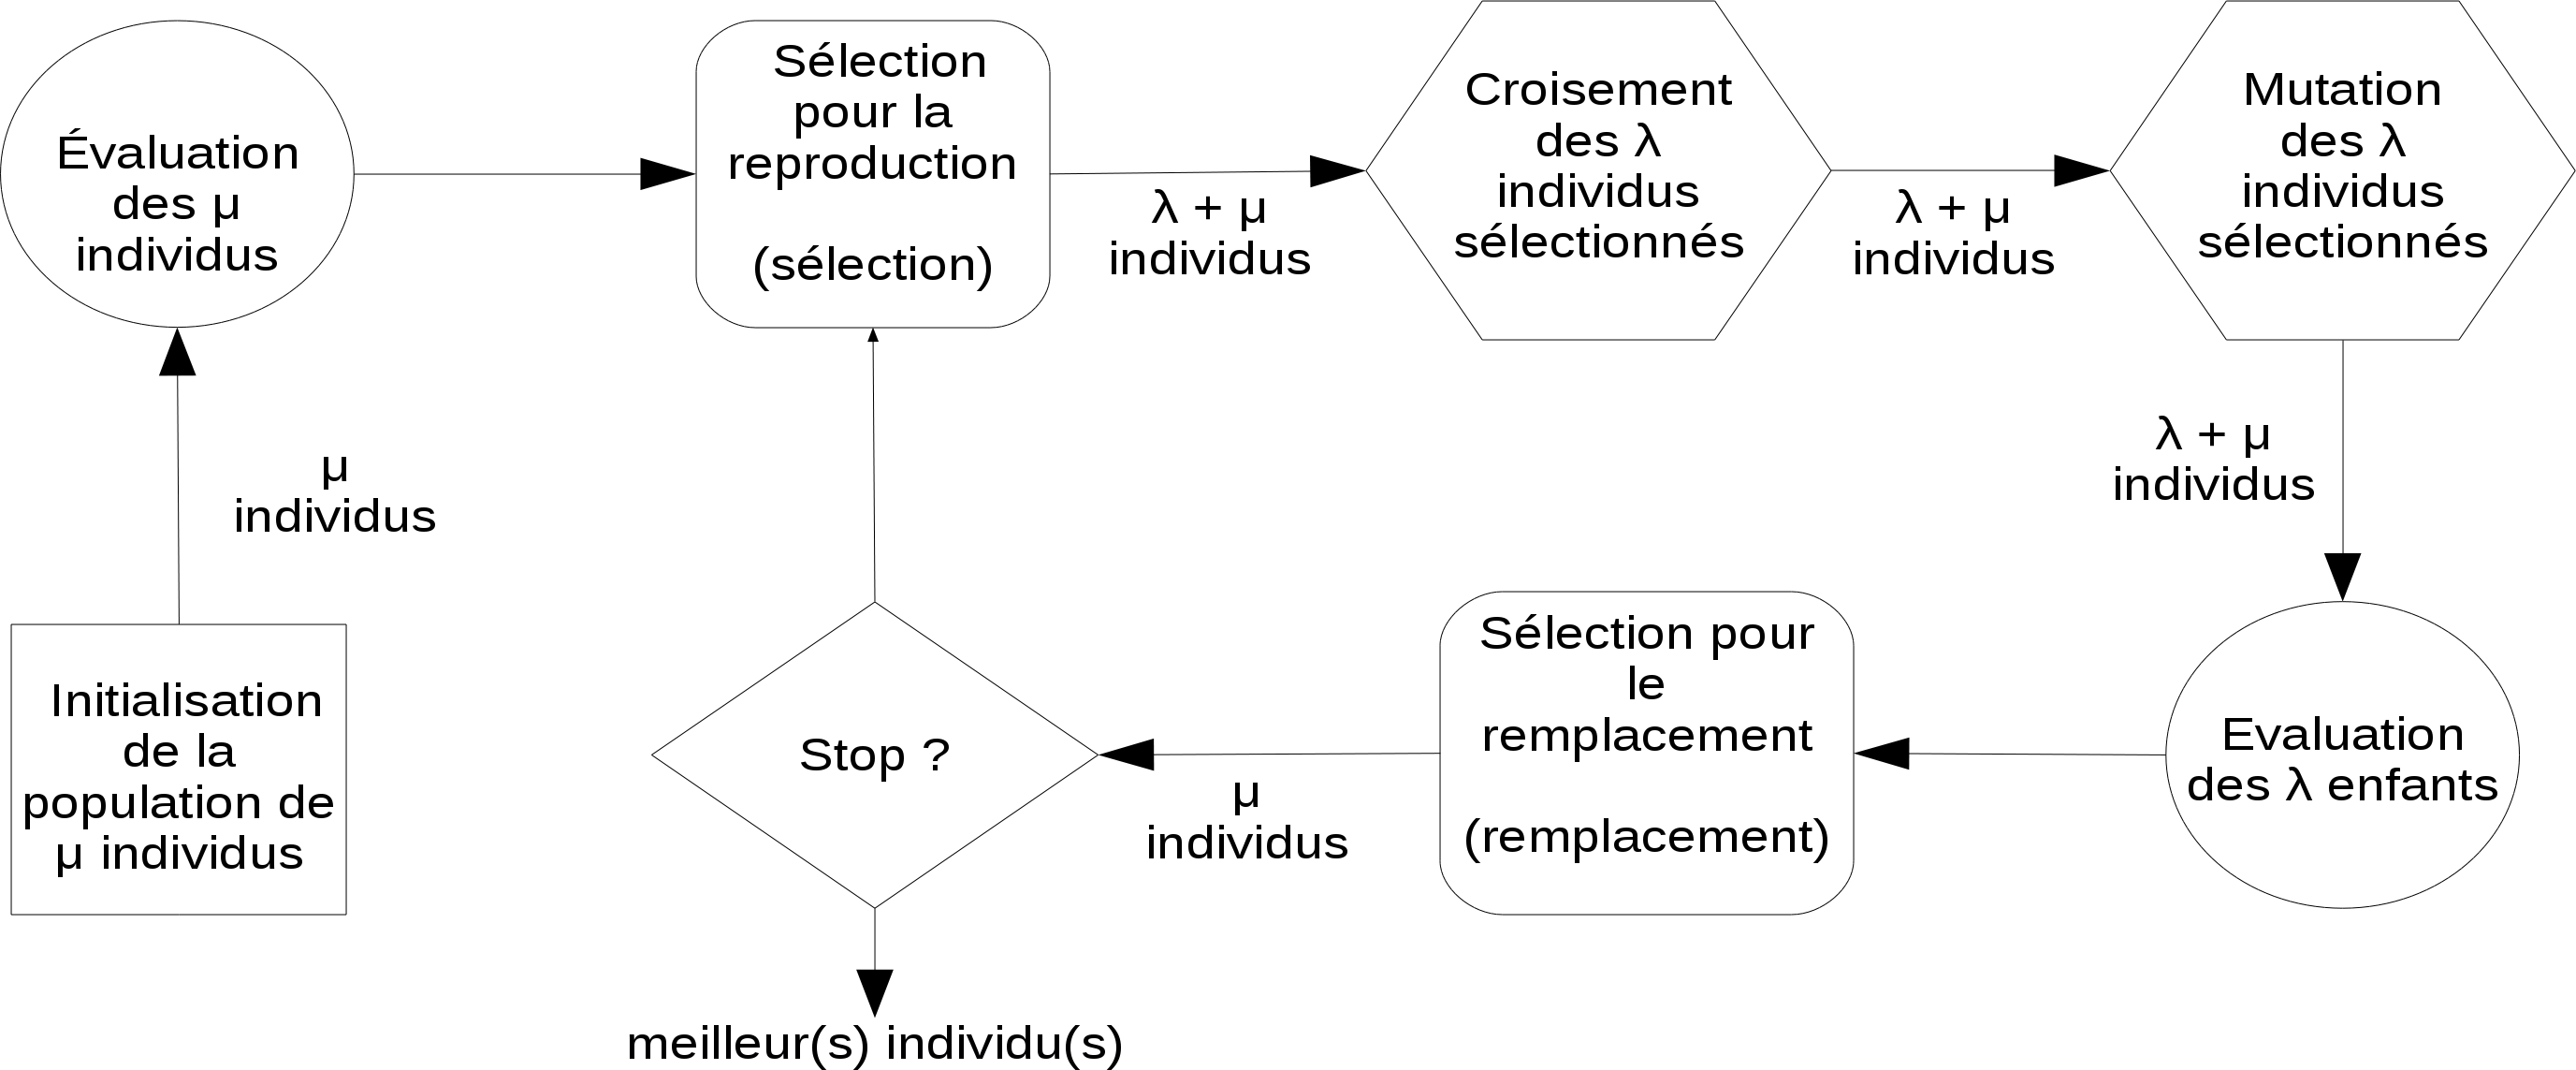 Évaluation
des µ
individus
Sélection
pour la
reproduction
(sélection)
λ + µ
individus
Croisement
des λ
individus
sélectionnés
λ + µ
individus
Mutation
des λ
individus
sélectionnés
λ + µ
individus
µ
individus
Initialisation
de la
population de
µ individus
Stop ?
µ
individus
Sélection pour
le
remplacement
(remplacement)
Evaluation
des λ enfants
meilleur(s) individu(s)